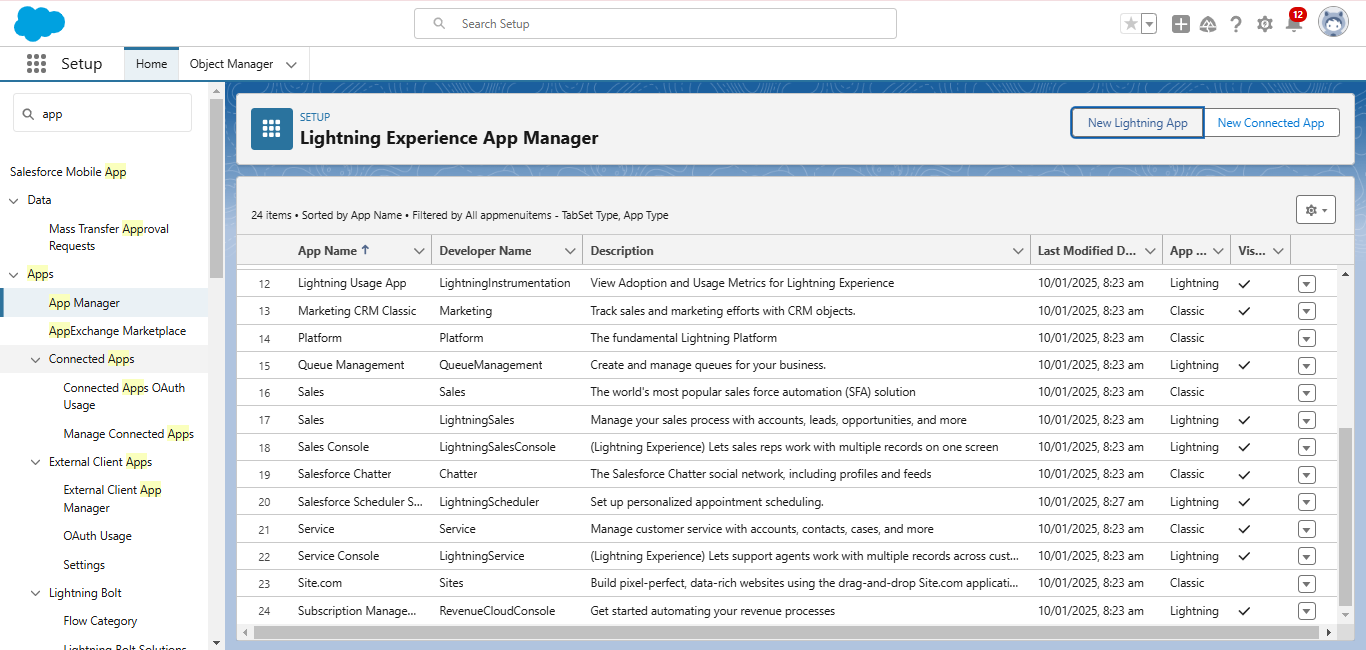 Search Setup
12
Setup
Home
Object Manager
app
Salesforce Mobile App
Data
Mass Transfer Approval
Requests
Apps
App Manager
AppExchange Marketplace
Connected Apps
Connected Apps OAuth
Usage
Manage Connected Apps
External Client Apps
External Client App
Manager
OAuth Usage
Settings
Lightning Bolt
Flow Category
Lightning Bolt Solutions
SETUP
Lightning Experience App Manager
New Lightning App
New Connected App
24 items • Sorted by App Name • Filtered by All appmenuitems - TabSet Type, App Type
App Name Developer Name Description Last Modified D... App ... Vis...
12 Lightning Usage App LightningInstrumentation View Adoption and Usage Metrics for Lightning Experience 10/01/2025, 8:23 am Lightning
13 Marketing CRM Classic Marketing Track sales and marketing efforts with CRM objects. 10/01/2025, 8:23 am Classic
14 Platform Platform The fundamental Lightning Platform 10/01/2025, 8:23 am Classic
15 Queue Management QueueManagement Create and manage queues for your business. 10/01/2025, 8:23 am Lightning
16 Sales Sales The world's most popular sales force automation (SFA) solution 10/01/2025, 8:23 am Classic
17 Sales LightningSales Manage your sales process with accounts, leads, opportunities, and more 10/01/2025, 8:23 am Lightning
18 Sales Console LightningSalesConsole (Lightning Experience) Lets sales reps work with multiple records on one screen 10/01/2025, 8:23 am Lightning
19 Salesforce Chatter Chatter The Salesforce Chatter social network, including profiles and feeds 10/01/2025, 8:23 am Classic
20 Salesforce Scheduler S... LightningScheduler Set up personalized appointment scheduling. 10/01/2025, 8:27 am Lightning
21 Service Service Manage customer service with accounts, contacts, cases, and more 10/01/2025, 8:23 am Classic
22 Service Console LightningService (Lightning Experience) Lets support agents work with multiple records across cust... 10/01/2025, 8:23 am Lightning
23 Site.com Sites Build pixel-perfect, data-rich websites using the drag-and-drop Site.com applicati... 10/01/2025, 8:23 am Classic
24 Subscription Manage... RevenueCloudConsole Get started automating your revenue processes 10/01/2025, 8:23 am Lightning